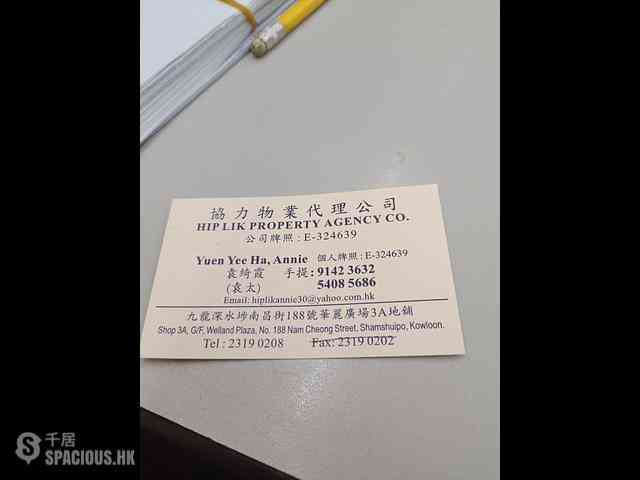 協力物業代理公司
HIP LIK PROPERTY AGENCY CO.
公司牌照 : E-324639
Yuen Yee Ha, Annie 個人牌照 : E-324639
袁綺霞 手提 : 9142 3632
(袁太) 5408 5686
Email: hiplikannie30@yahoo.com.hk
九龍深水埗南昌街188號華麗廣場3A地鋪
Shop 3A, G/F, Welland Plaza, No. 188 Nam Cheong Street, Shamshuipo, Kowloon.
Tel : 2319 0208 Fax: 2319 0202
千居
SPACIOUS.HK